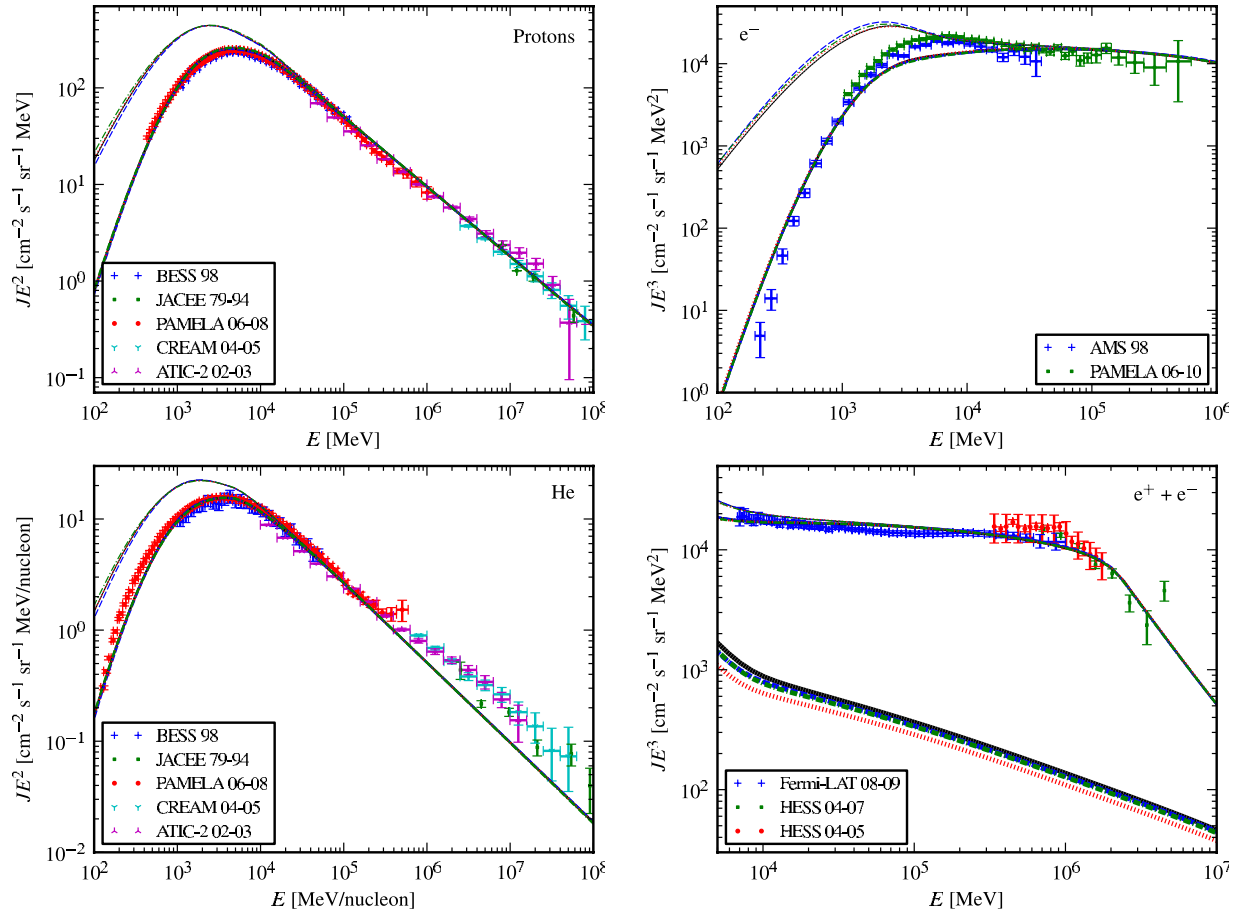 Protons
JE² [cm⁻² s⁻¹ sr⁻¹ MeV]
10² 10¹ 10⁰ 10⁻¹
BESS 98
JACEE 79-94
PAMELA 06-08
CREAM 04-05
ATIC-2 02-03
10² 10³ 10⁴ 10⁵ 10⁶ 10⁷ 10⁸
E [MeV]
e⁻
JE³ [cm⁻² s⁻¹ sr⁻¹ MeV²]
10⁴ 10³ 10² 10¹ 10⁰
AMS 98
PAMELA 06-10
10² 10³ 10⁴ 10⁵ 10⁶
E [MeV]
He
JE² [cm⁻² s⁻¹ sr⁻¹ MeV/nucleon]
10¹ 10⁰ 10⁻¹ 10⁻²
BESS 98
JACEE 79-94
PAMELA 06-08
CREAM 04-05
ATIC-2 02-03
10² 10³ 10⁴ 10⁵ 10⁶ 10⁷ 10⁸
E [MeV/nucleon]
e⁺ + e⁻
JE³ [cm⁻² s⁻¹ sr⁻¹ MeV²]
10⁴ 10³ 10²
Fermi-LAT 08-09
HESS 04-07
HESS 04-05
10⁴ 10⁵ 10⁶ 10⁷
E [MeV]